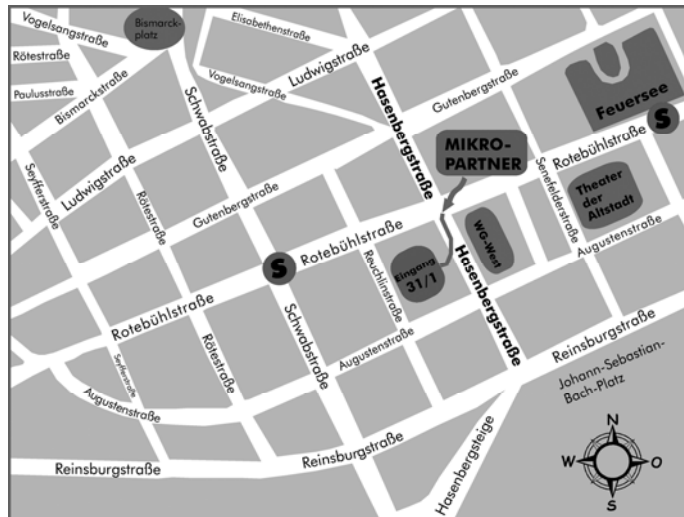 Vogelsangstraße
Bismarck-
platz
Elisabethenstraße
Rötestraße
Ludwigstraße
Paulusstraße
Bismarckstraße
Vogelsangstraße
Hasenbergstraße
Gutenbergstraße
Feuersee
Schwabstraße
MIKRO-
PARTNER
S
Rotebühlstraße
Seyfferstraße
Ludwigstraße
Rötestraße
Gutenbergstraße
Senefelderstraße
Theater
der
Altstadt
S
Rotebühlstraße
WG-West
Augustenstraße
Reuchlinstraße
Eingang
31/1
Hasenbergstraße
Rotebühlstraße
Schwabstraße
Rötestraße
Augustenstraße
Seyfferstraße
Reinsburgstraße
Augustenstraße
Johann-Sebastian-
Bach-Platz
Reinsburgstraße
Reinsburgstraße
Hasenbergsteige
N
W
O
S